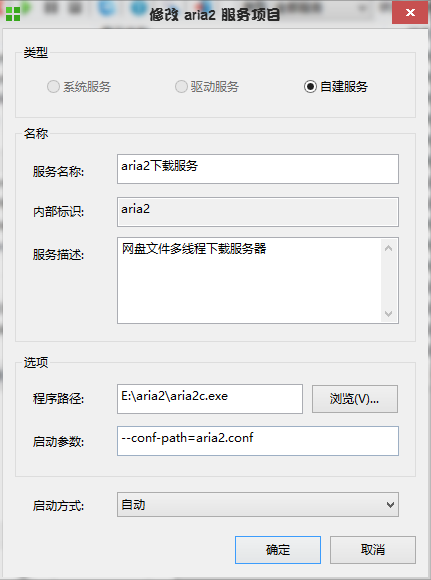 修改 aria2 服务项目
类型
系统服务 驱动服务 自建服务
名称
服务名称: aria2下载服务
内部标识: aria2
服务描述: 网盘文件多线程下载服务器
选项
程序路径: E:\aria2\aria2c.exe 浏览(V)...
启动参数: --conf-path=aria2.conf
启动方式: 自动
确定 取消